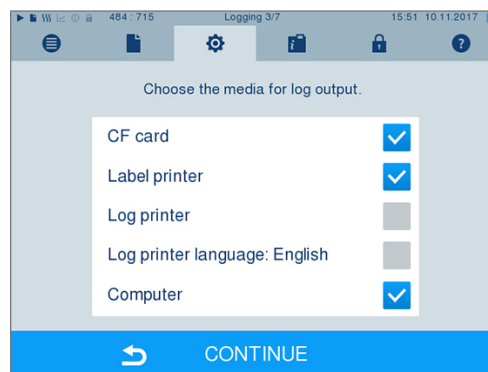 484 : 715 Logging 3/7 15:51 10.11.2017
Choose the media for log output.
CF card
Label printer
Log printer
Log printer language: English
Computer
CONTINUE